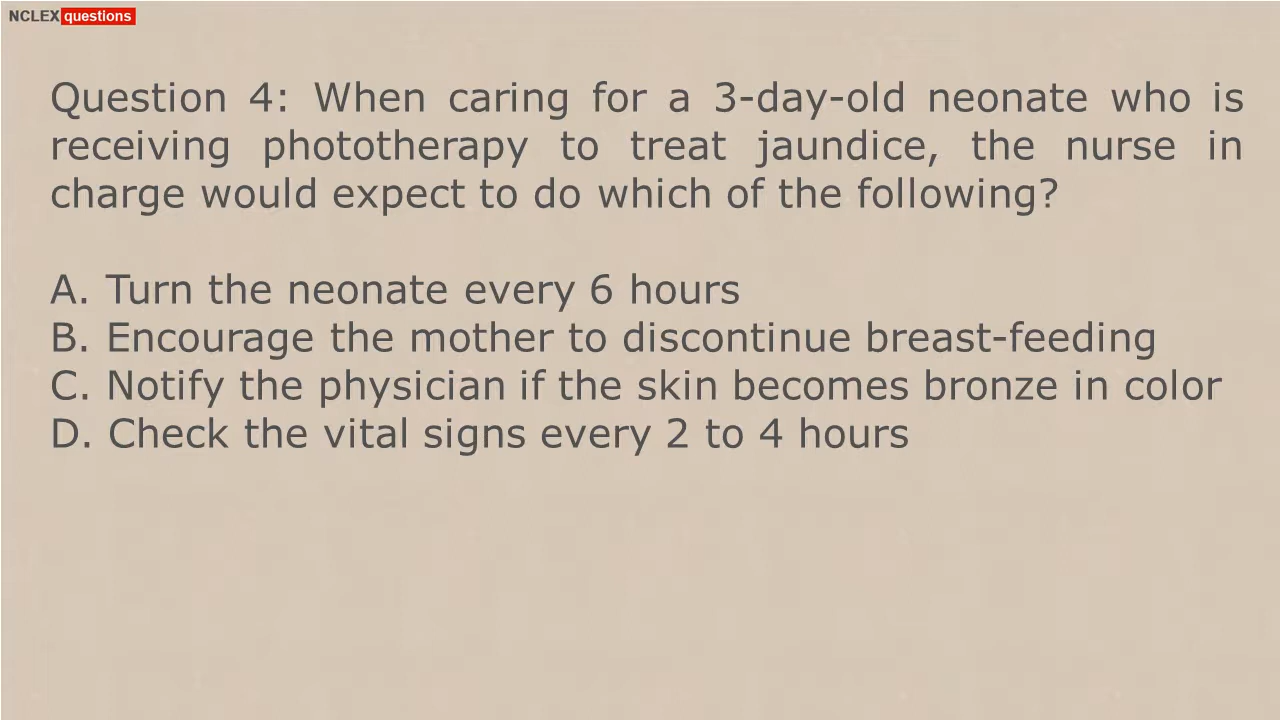 NCLEX questions
Question 4: When caring for a 3-day-old neonate who is
receiving phototherapy to treat jaundice, the nurse in
charge would expect to do which of the following?
A. Turn the neonate every 6 hours
B. Encourage the mother to discontinue breast-feeding
C. Notify the physician if the skin becomes bronze in color
D. Check the vital signs every 2 to 4 hours